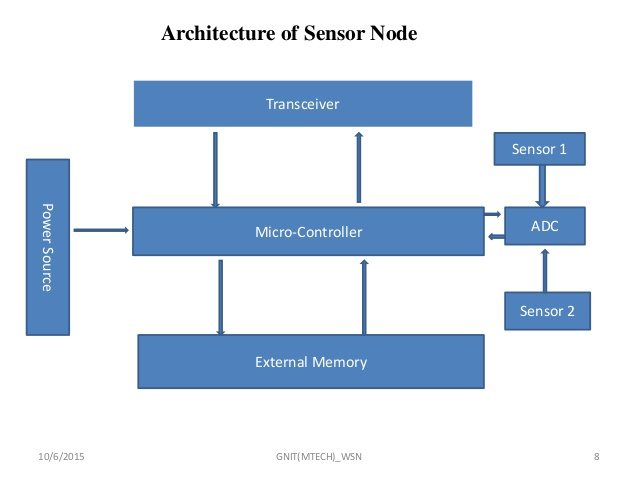 Architecture of Sensor Node
Transceiver
Sensor 1
Power Source
Micro-Controller
ADC
Sensor 2
External Memory
10/6/2015
GNIT(MTECH)_WSN
8